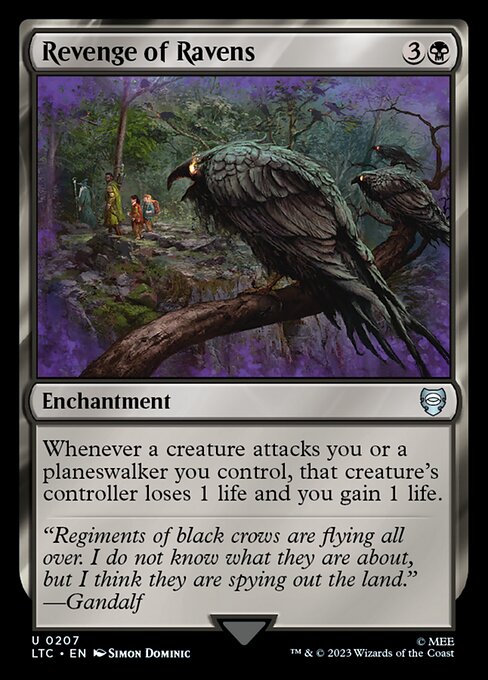 Revenge of Ravens 3
Enchantment
Whenever a creature attacks you or a
planeswalker you control, that creature's
controller loses 1 life and you gain 1 life.
“Regiments of black crows are flying all
over. I do not know what they are about,
but I think they are spying out the land.”
—Gandalf
U 0207
LTC • EN Simon Dominic
© MEE
™ & © 2023 Wizards of the Coast